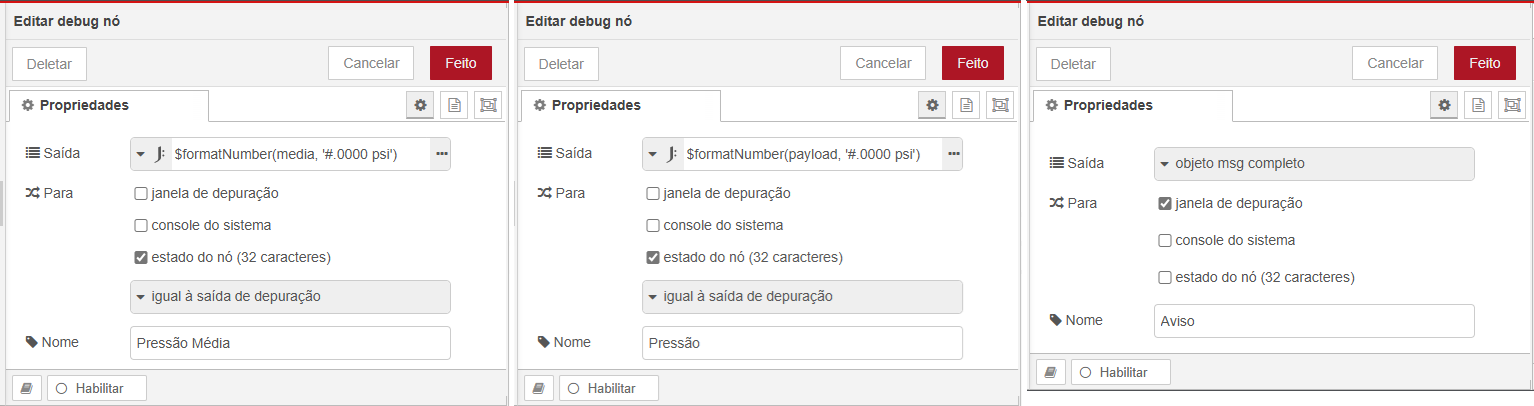 Editar debug nó
Deletar
Cancelar
Feito
Propriedades
Saída
$formatNumber(media, '#.0000 psi')
Para
janela de depuração
console do sistema
estado do nó (32 caracteres)
igual à saída de depuração
Nome
Pressão Média
Habilitar
Editar debug nó
Deletar
Cancelar
Feito
Propriedades
Saída
$formatNumber(payload, '#.0000 psi')
Para
janela de depuração
console do sistema
estado do nó (32 caracteres)
igual à saída de depuração
Nome
Pressão
Habilitar
Editar debug nó
Deletar
Cancelar
Feito
Propriedades
Saída
objeto msg completo
Para
janela de depuração
console do sistema
estado do nó (32 caracteres)
Nome
Aviso
Habilitar